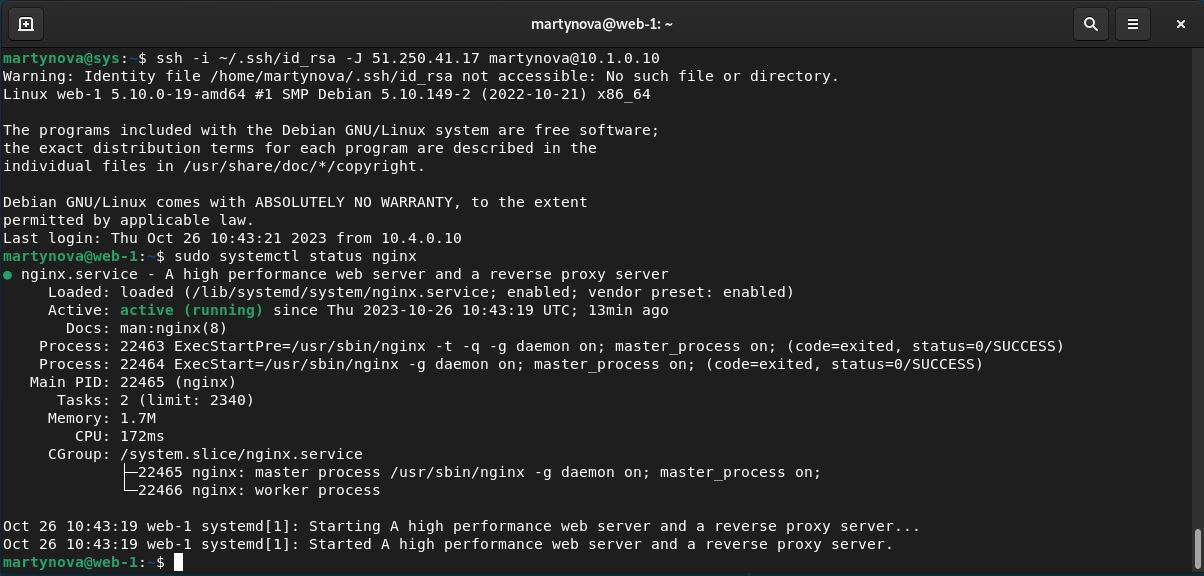 martynova@web-1: ~
martynova@sys:~$ ssh -i ~/.ssh/id_rsa -J 51.250.41.17 martynova@10.1.0.10
Warning: Identity file /home/martynova/.ssh/id_rsa not accessible: No such file or directory.
Linux web-1 5.10.0-19-amd64 #1 SMP Debian 5.10.149-2 (2022-10-21) x86_64

The programs included with the Debian GNU/Linux system are free software;
the exact distribution terms for each program are described in the
individual files in /usr/share/doc/*/copyright.

Debian GNU/Linux comes with ABSOLUTELY NO WARRANTY, to the extent
permitted by applicable law.
Last login: Thu Oct 26 10:43:21 2023 from 10.4.0.10
martynova@web-1:~$ sudo systemctl status nginx
● nginx.service - A high performance web server and a reverse proxy server
     Loaded: loaded (/lib/systemd/system/nginx.service; enabled; vendor preset: enabled)
     Active: active (running) since Thu 2023-10-26 10:43:19 UTC; 13min ago
       Docs: man:nginx(8)
    Process: 22463 ExecStartPre=/usr/sbin/nginx -t -q -g daemon on; master_process on; (code=exited, status=0/SUCCESS)
    Process: 22464 ExecStart=/usr/sbin/nginx -g daemon on; master_process on; (code=exited, status=0/SUCCESS)
   Main PID: 22465 (nginx)
      Tasks: 2 (limit: 2340)
     Memory: 1.7M
        CPU: 172ms
     CGroup: /system.slice/nginx.service
             ├─22465 nginx: master process /usr/sbin/nginx -g daemon on; master_process on;
             └─22466 nginx: worker process

Oct 26 10:43:19 web-1 systemd[1]: Starting A high performance web server and a reverse proxy server...
Oct 26 10:43:19 web-1 systemd[1]: Started A high performance web server and a reverse proxy server.
martynova@web-1:~$